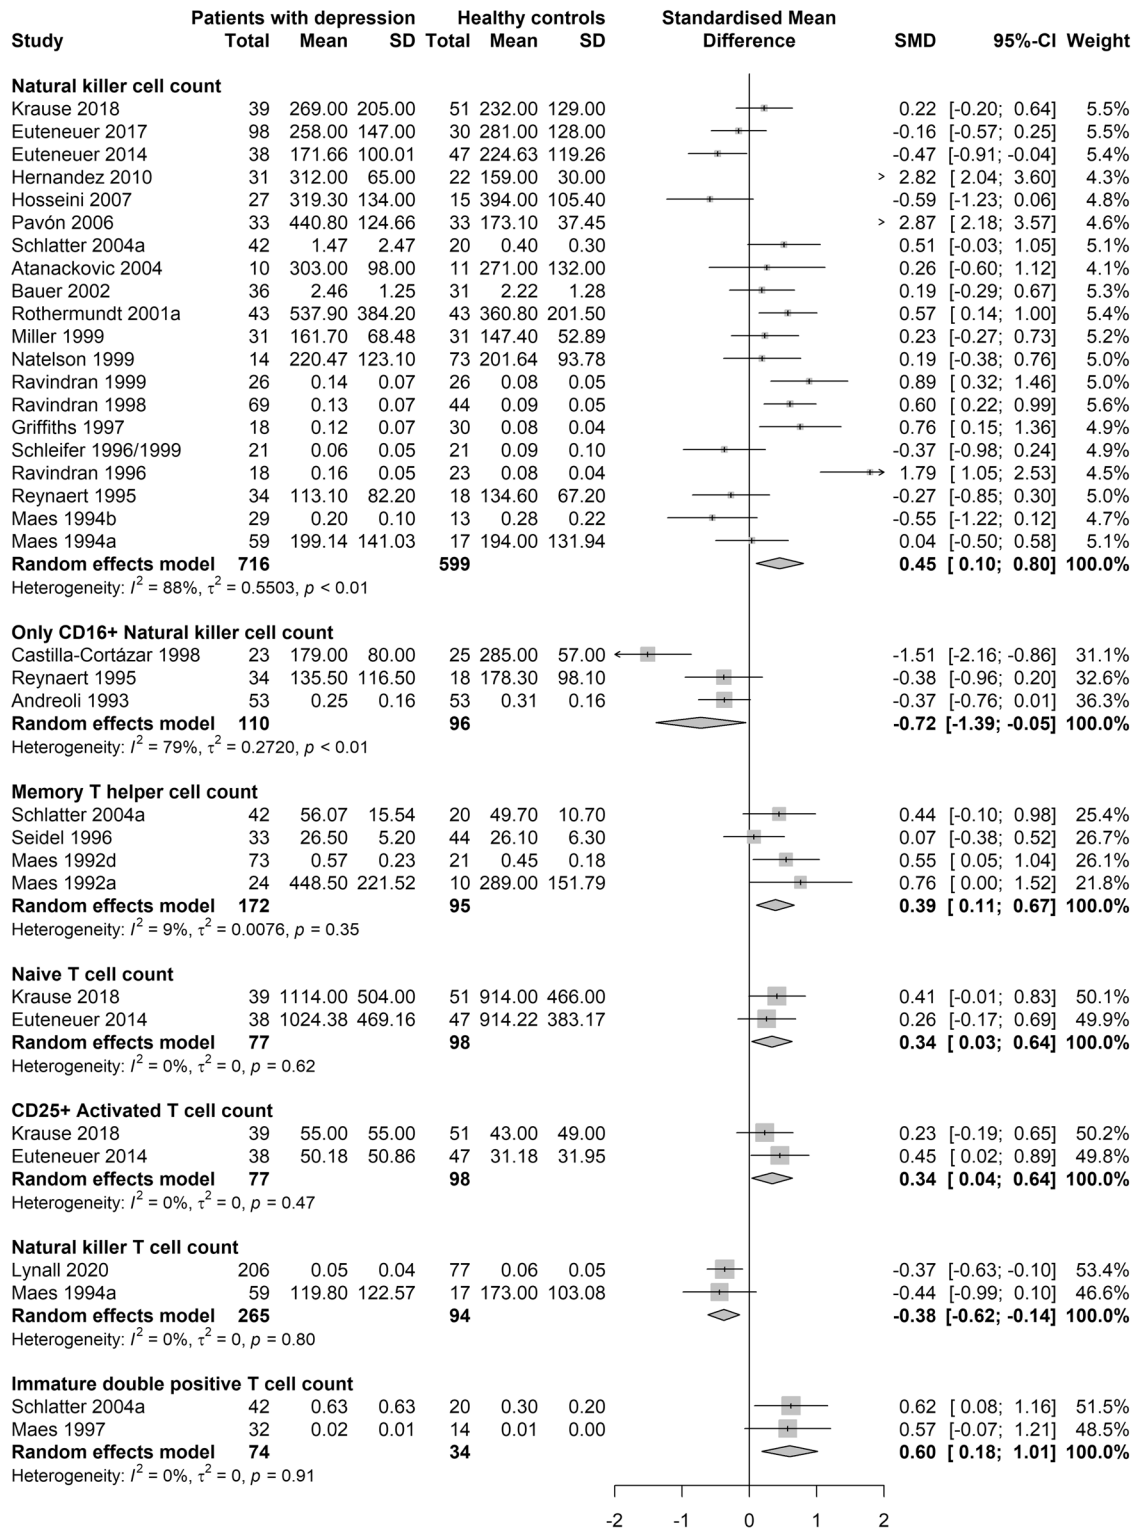 Patients with depression Healthy controls Standardised Mean
Study Total Mean SD Total Mean SD Difference SMD 95%-CI Weight
Natural killer cell count
Krause 2018 39 269.00 205.00 51 232.00 129.00 0.22 [-0.20; 0.64] 5.5%
Euteneuer 2017 98 258.00 147.00 30 281.00 128.00 -0.16 [-0.57; 0.25] 5.5%
Euteneuer 2014 38 171.66 100.01 47 224.63 119.26 -0.47 [-0.91; -0.04] 5.4%
Hernandez 2010 31 312.00 65.00 22 159.00 30.00 > 2.82 [ 2.04; 3.60] 4.3%
Hosseini 2007 27 319.30 134.00 15 394.00 105.40 -0.59 [-1.23; 0.06] 4.8%
Pavón 2006 33 440.80 124.66 33 173.10 37.45 > 2.87 [ 2.18; 3.57] 4.6%
Schlatter 2004a 42 1.47 2.47 20 0.40 0.30 0.51 [-0.03; 1.05] 5.1%
Atanackovic 2004 10 303.00 98.00 11 271.00 132.00 0.26 [-0.60; 1.12] 4.1%
Bauer 2002 36 2.46 1.25 31 2.22 1.28 0.19 [-0.29; 0.67] 5.3%
Rothermundt 2001a 43 537.90 384.20 43 360.80 201.50 0.57 [ 0.14; 1.00] 5.4%
Miller 1999 31 161.70 68.48 31 147.40 52.89 0.23 [-0.27; 0.73] 5.2%
Natelson 1999 14 220.47 123.10 73 201.64 93.78 0.19 [-0.38; 0.76] 5.0%
Ravindran 1999 26 0.14 0.07 26 0.08 0.05 0.89 [ 0.32; 1.46] 5.0%
Ravindran 1998 69 0.13 0.07 44 0.09 0.05 0.60 [ 0.22; 0.99] 5.6%
Griffiths 1997 18 0.12 0.07 30 0.08 0.04 0.76 [ 0.15; 1.36] 4.9%
Schleifer 1996/1999 21 0.06 0.05 21 0.09 0.10 -0.37 [-0.98; 0.24] 4.9%
Ravindran 1996 18 0.16 0.05 23 0.08 0.04 1.79 [ 1.05; 2.53] 4.5%
Reynaert 1995 34 113.10 82.20 18 134.60 67.20 -0.27 [-0.85; 0.30] 5.0%
Maes 1994b 29 0.20 0.10 13 0.28 0.22 -0.55 [-1.22; 0.12] 4.7%
Maes 1994a 59 199.14 141.03 17 194.00 131.94 0.04 [-0.50; 0.58] 5.1%
Random effects model 716 599 0.45 [ 0.10; 0.80] 100.0%
Heterogeneity: I² = 88%, τ² = 0.5503, p < 0.01
Only CD16+ Natural killer cell count
Castilla-Cortázar 1998 23 179.00 80.00 25 285.00 57.00 -1.51 [-2.16; -0.86] 31.1%
Reynaert 1995 34 135.50 116.50 18 178.30 98.10 -0.38 [-0.96; 0.20] 32.6%
Andreoli 1993 53 0.25 0.16 53 0.31 0.16 -0.37 [-0.76; 0.01] 36.3%
Random effects model 110 96 -0.72 [-1.39; -0.05] 100.0%
Heterogeneity: I² = 79%, τ² = 0.2720, p < 0.01
Memory T helper cell count
Schlatter 2004a 42 56.07 15.54 20 49.70 10.70 0.44 [-0.10; 0.98] 25.4%
Seidel 1996 33 26.50 5.20 44 26.10 6.30 0.07 [-0.38; 0.52] 26.7%
Maes 1992d 73 0.57 0.23 21 0.45 0.18 0.55 [ 0.05; 1.04] 26.1%
Maes 1992a 24 448.50 221.52 10 289.00 151.79 0.76 [ 0.00; 1.52] 21.8%
Random effects model 172 95 0.39 [ 0.11; 0.67] 100.0%
Heterogeneity: I² = 9%, τ² = 0.0076, p = 0.35
Naive T cell count
Krause 2018 39 1114.00 504.00 51 914.00 466.00 0.41 [-0.01; 0.83] 50.1%
Euteneuer 2014 38 1024.38 469.16 47 914.22 383.17 0.26 [-0.17; 0.69] 49.9%
Random effects model 77 98 0.34 [ 0.03; 0.64] 100.0%
Heterogeneity: I² = 0%, τ² = 0, p = 0.62
CD25+ Activated T cell count
Krause 2018 39 55.00 55.00 51 43.00 49.00 0.23 [-0.19; 0.65] 50.2%
Euteneuer 2014 38 50.18 50.86 47 31.18 31.95 0.45 [ 0.02; 0.89] 49.8%
Random effects model 77 98 0.34 [ 0.04; 0.64] 100.0%
Heterogeneity: I² = 0%, τ² = 0, p = 0.47
Natural killer T cell count
Lynall 2020 206 0.05 0.04 77 0.06 0.05 -0.37 [-0.63; -0.10] 53.4%
Maes 1994a 59 119.80 122.57 17 173.00 103.08 -0.44 [-0.99; 0.10] 46.6%
Random effects model 265 94 -0.38 [-0.62; -0.14] 100.0%
Heterogeneity: I² = 0%, τ² = 0, p = 0.80
Immature double positive T cell count
Schlatter 2004a 42 0.63 0.63 20 0.30 0.20 0.62 [ 0.08; 1.16] 51.5%
Maes 1997 32 0.02 0.01 14 0.01 0.00 0.57 [-0.07; 1.21] 48.5%
Random effects model 74 34 0.60 [ 0.18; 1.01] 100.0%
Heterogeneity: I² = 0%, τ² = 0, p = 0.91
-2 -1 0 1 2